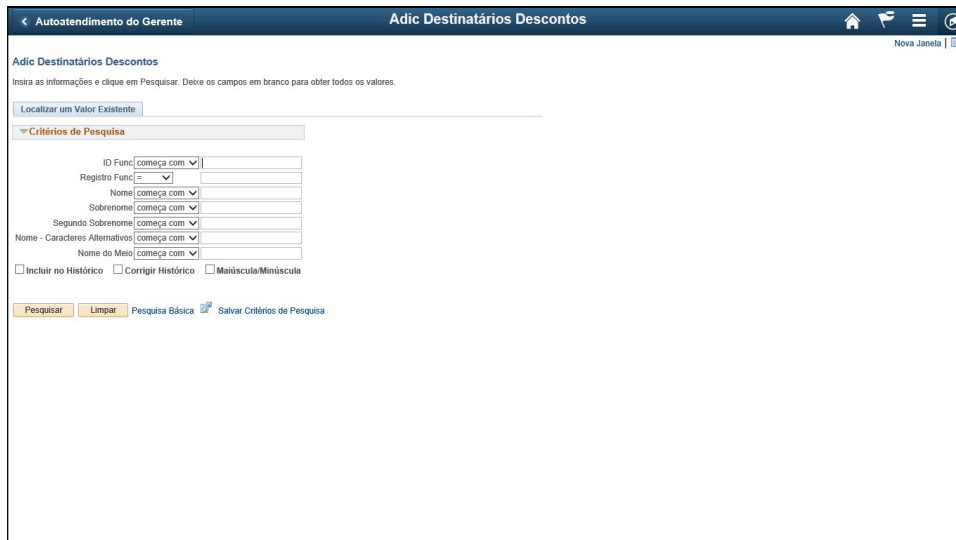 Autoatendimento do Gerente
Adic Destinatários Descontos
Nova Janela |
Adic Destinatários Descontos
Insira as informações e clique em Pesquisar. Deixe os campos em branco para obter todos os valores.
Localizar um Valor Existente
Critérios de Pesquisa
ID Func começa com
Registro Func =
Nome começa com
Sobrenome começa com
Segundo Sobrenome começa com
Nome - Caracteres Alternativos começa com
Nome do Meio começa com
Incluir no Histórico Corrigir Histórico Maiúscula/Minúscula
Pesquisar Limpar Pesquisa Básica Salvar Critérios de Pesquisa